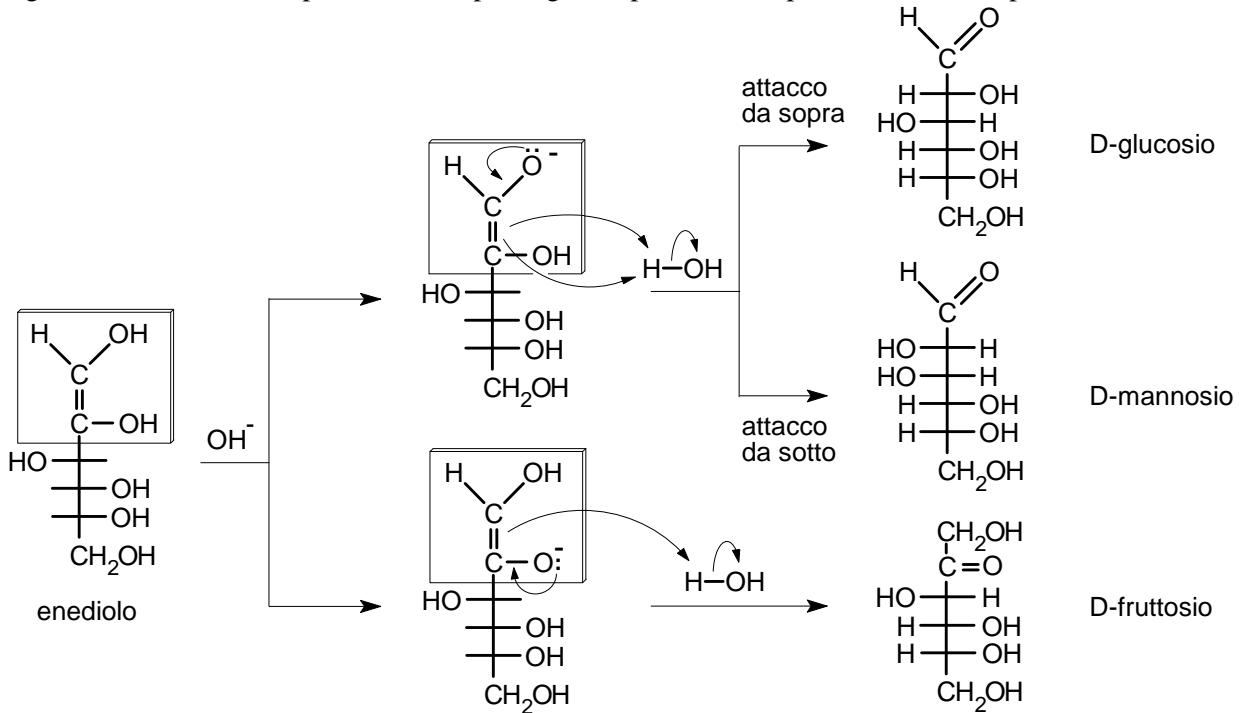 H O
C
H OH
HO H
H OH
H OH
CH2OH
D-glucosio
attacco
da sopra
H O -
C
C OH
HO
OH
OH
CH2OH
H-OH
H OH
C
C-OH
HO
OH
OH
CH2OH
enediolo
OH-
H O
C
HO H
HO H
H OH
H OH
CH2OH
D-mannosio
attacco
da sotto
H OH
C
C-O:-
HO
OH
OH
CH2OH
H-OH
CH2OH
C=O
HO H
H OH
H OH
CH2OH
D-fruttosio